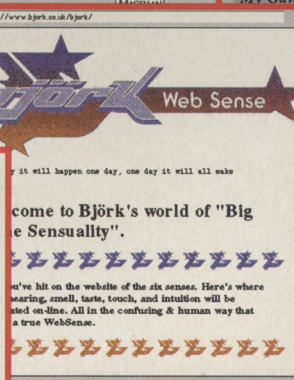 //www.bjork.co.uk/bjork/
björk Web Sense
y it will happen one day, one day it will all make
come to Björk's world of "Big
e Sensuality".
u've hit on the website of the six senses. Here's where
hearing, smell, taste, touch, and intuition will be
ated on-line. All in the confusing & human way that
a true WebSense.